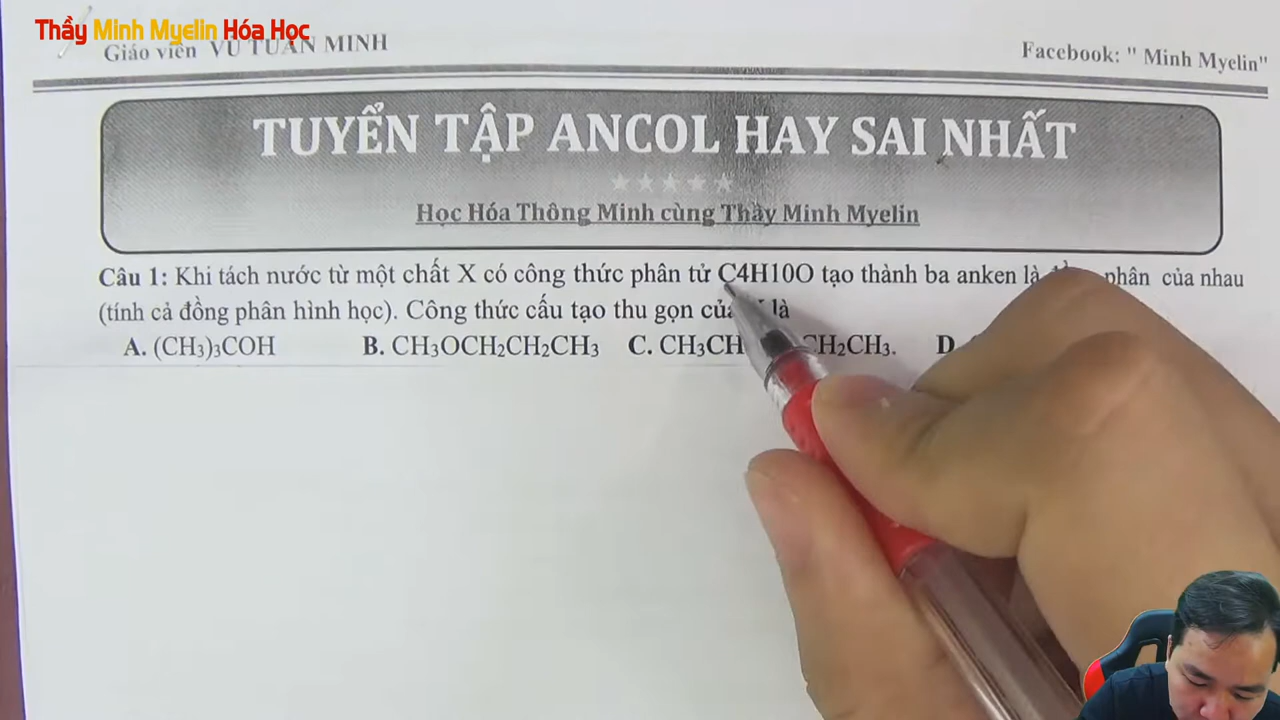 Thầy Minh Myelin Hóa Học
Giáo viên VŨ TUẤN MINH
Facebook: " Minh Myelin"
TUYỂN TẬP ANCOL HAY SAI NHẤT
Học Hóa Thông Minh cùng Thầy Minh Myelin
Câu 1: Khi tách nước từ một chất X có công thức phân tử C4H10O tạo thành ba anken là phân của nhau
(tính cả đồng phân hình học). Công thức cấu tạo thu gọn của X là
A. (CH₃)₃COH B. CH₃OCH₂CH₂CH₃ C. CH₃CH CH₂CH₃. D.